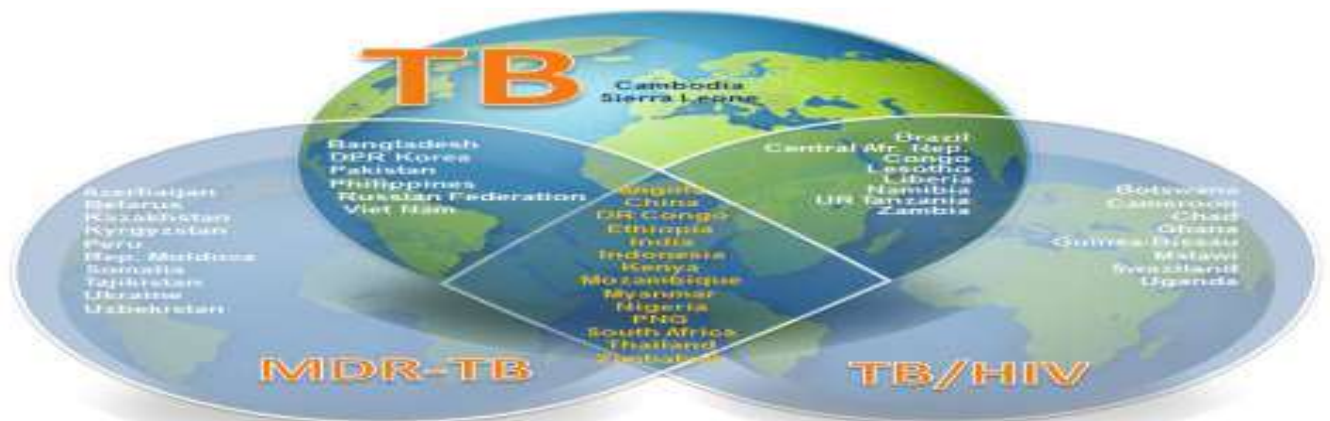 TB
Cambodia
Sierra Leone
Bangladesh
DPR Korea
Pakistan
Philippines
Russian Federation
Viet Nam
Brazil
Central Afr. Rep.
Congo
Lesotho
Liberia
Namibia
UR Tanzania
Zambia
Azerbaijan
Belarus
Kazakhstan
Kyrgyzstan
Peru
Rep. Moldova
Somalia
Tajikistan
Ukraine
Uzbekistan
Angola
China
DR Congo
Ethiopia
India
Indonesia
Kenya
Mozambique
Myanmar
Nigeria
PNG
South Africa
Thailand
Zimbabwe
Botswana
Cameroon
Chad
Ghana
Guinea-Bissau
Malawi
Swaziland
Uganda
MDR-TB
TB/HIV